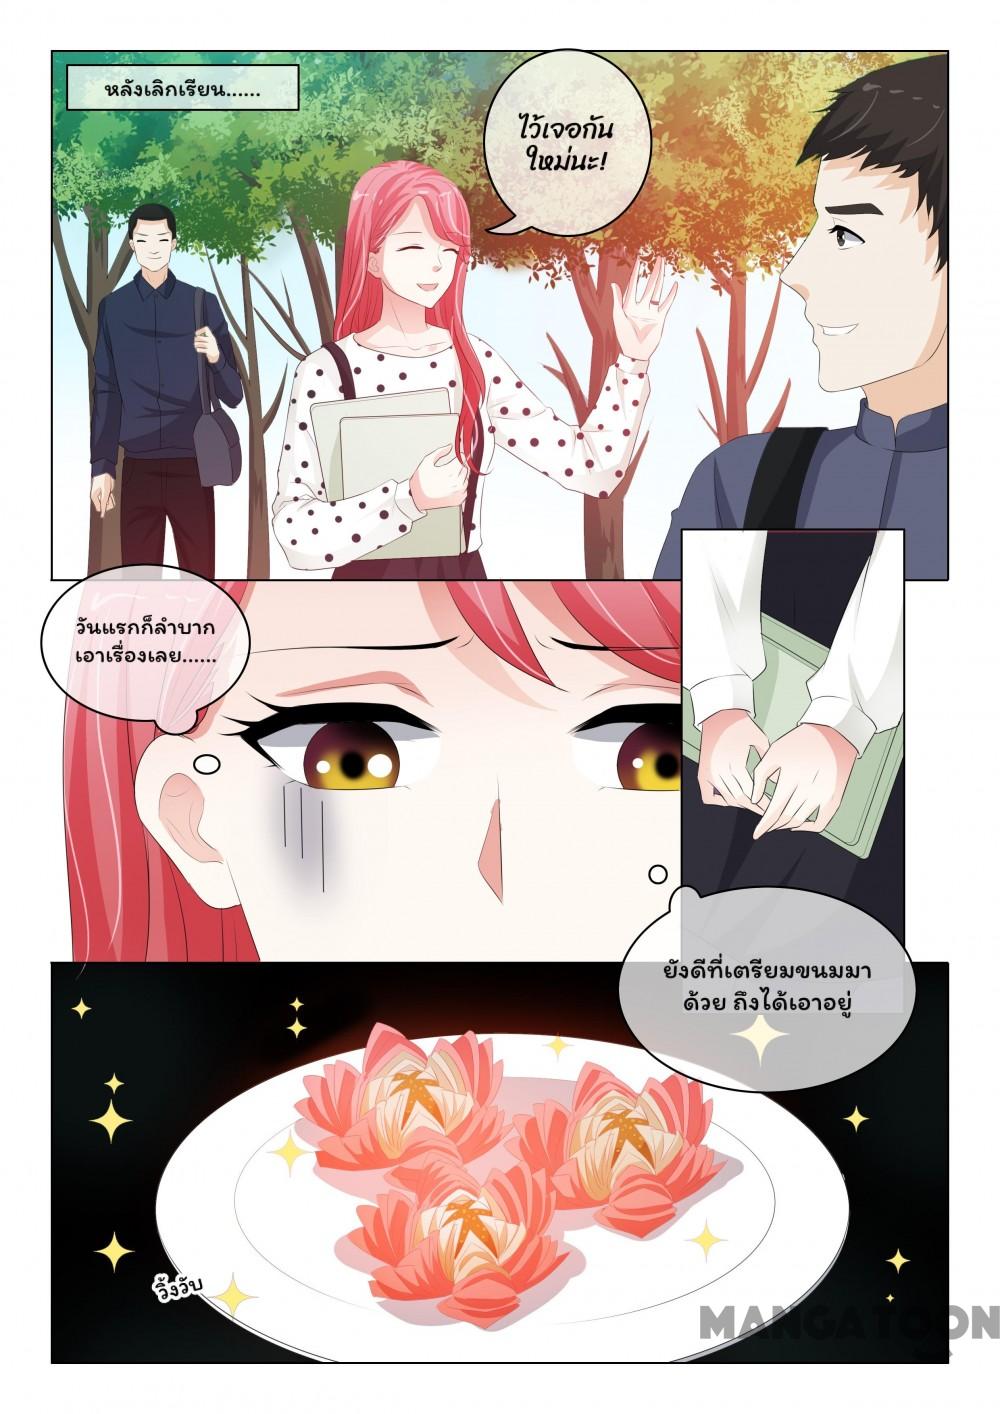 หลังเลิกเรียน......
ไว้เจอกัน
ใหม่นะ!
วันแรกก็ลำบาก
เอาเรื่องเลย......
ยังดีที่เตรียมขนมมา
ด้วย ถึงได้เอาอยู่
วิ้งวับ
MANGATOON